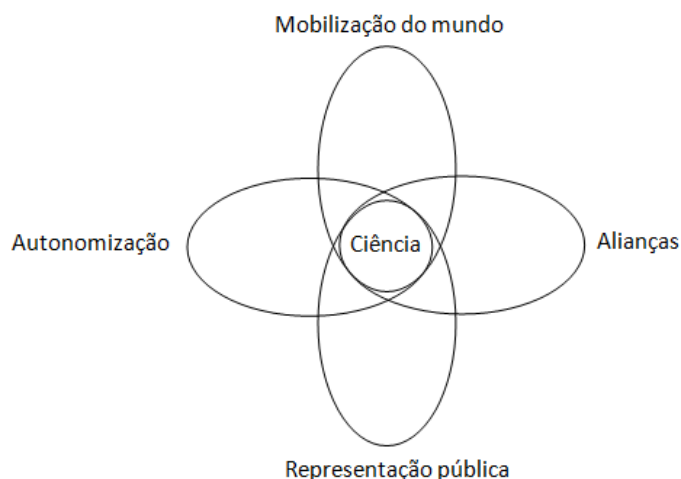 Mobilização do mundo
Autonomização
Ciência
Alianças
Representação pública